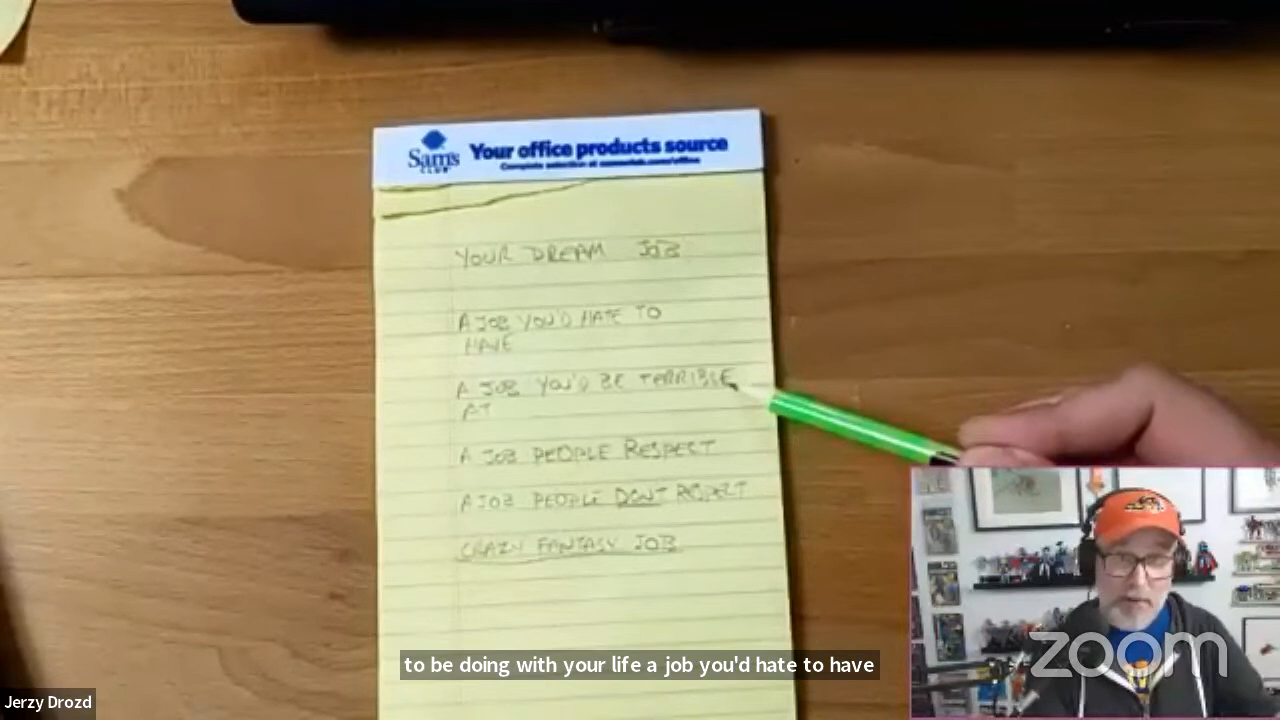 Sam's
CLUB
Your office products source
YOUR DREAM JOB
A JOB YOU'D HATE TO
HAVE
A JOB YOU'D BE TERRIBLE
AT
A JOB PEOPLE RESPECT
A JOB PEOPLE DON'T RESPECT
CRAZY FANTASY JOB
to be doing with your life a job you'd hate to have
Jerzy Drozd
zoom